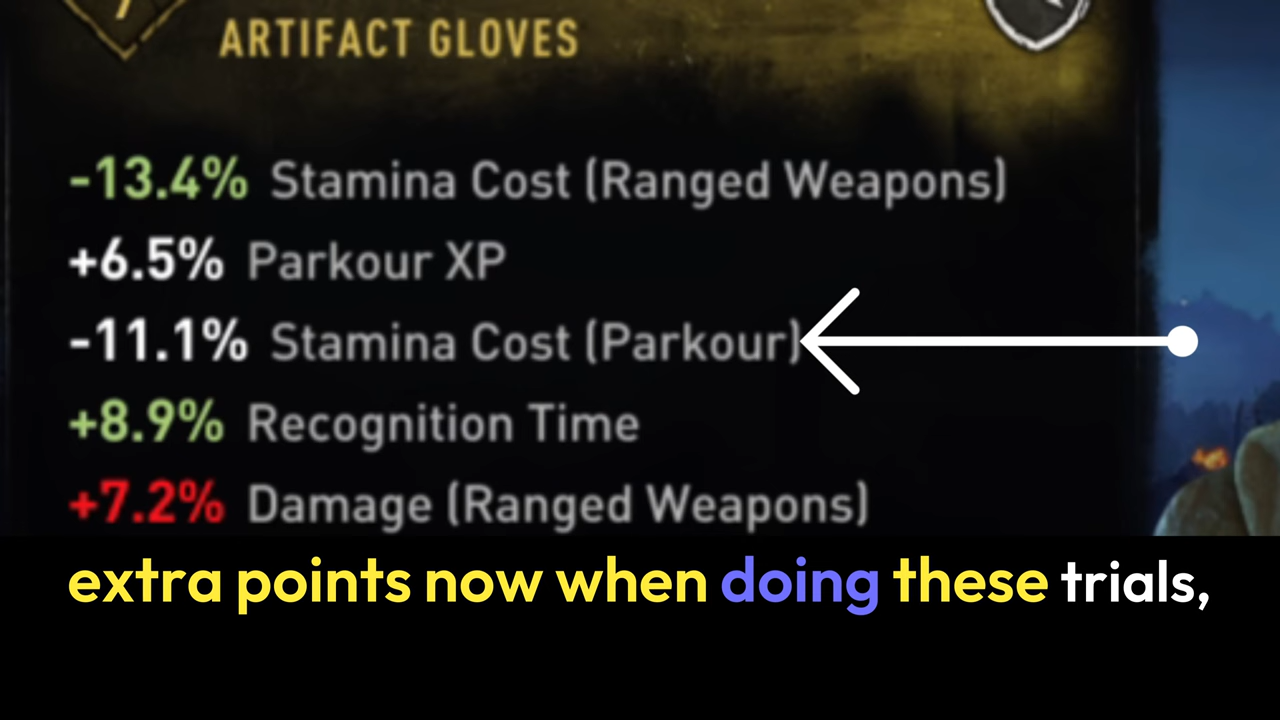 ARTIFACT GLOVES
-13.4% Stamina Cost (Ranged Weapons)
+6.5% Parkour XP
-11.1% Stamina Cost (Parkour)
+8.9% Recognition Time
+7.2% Damage (Ranged Weapons)
extra points now when doing these trials,